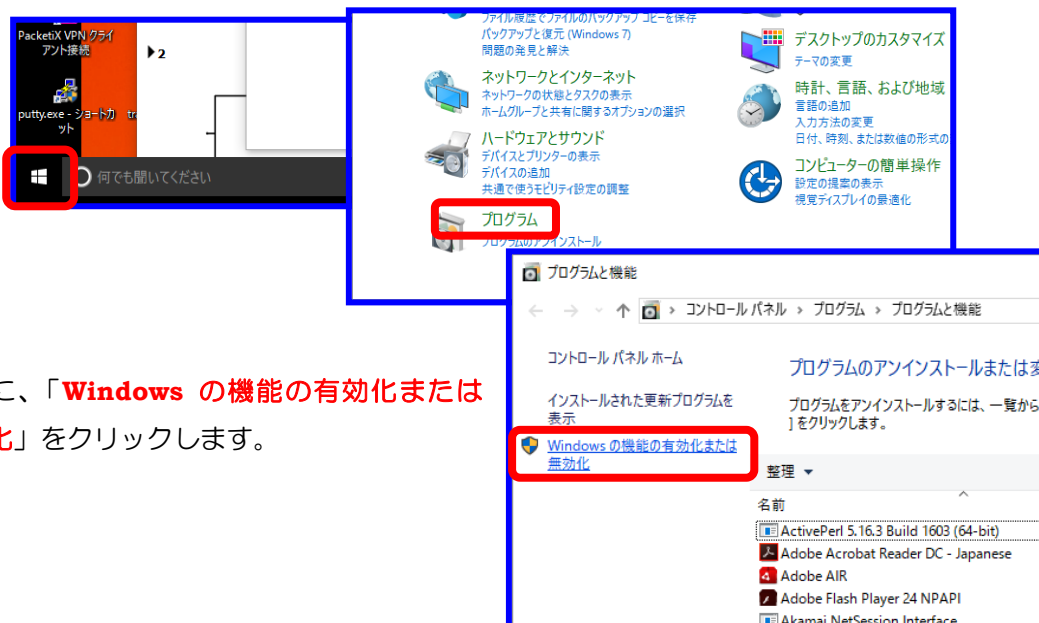 PacketiX VPN クライ
アント接続
2
putty.exe - ショートカ
ット
何でも聞いてください
ファイル履歴でファイルのバックアップ コピーを保存
バックアップと復元 (Windows 7)
問題の発見と解決
ネットワークとインターネット
ネットワークの状態とタスクの表示
ホームグループと共有に関するオプションの選択
ハードウェアとサウンド
デバイスとプリンターの表示
デバイスの追加
共通で使うモビリティ設定の調整
プログラム
プログラムのアンインストール
デスクトップのカスタマイズ
テーマの変更
時計、言語、および地域
言語の追加
入力方法の変更
日付、時刻、または数値の形式の
コンピューターの簡単操作
設定の提案の表示
視覚ディスプレイの最適化
プログラムと機能
コントロール パネル › プログラム › プログラムと機能
コントロール パネル ホーム
インストールされた更新プログラムを
表示
Windows の機能の有効化または
無効化
プログラムのアンインストールまたは変
プログラムをアンインストールするには、一覧から
] をクリックします。
整理
名前
ActivePerl 5.16.3 Build 1603 (64-bit)
Adobe Acrobat Reader DC - Japanese
Adobe AIR
Adobe Flash Player 24 NPAPI
Akamai NetSession Interface
に、「Windows の機能の有効化または
化」をクリックします。